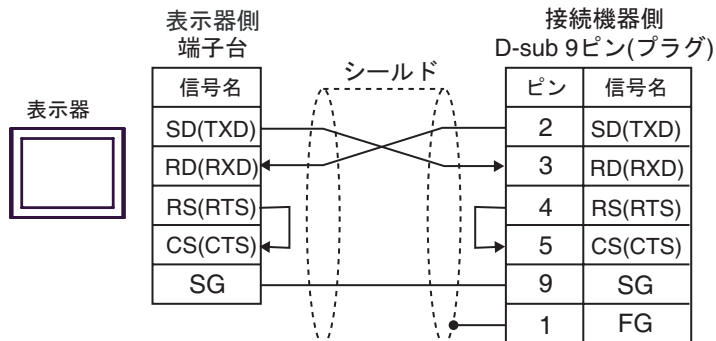 表示器側
端子台
接続機器側
D-sub 9ピン(プラグ)
シールド
表示器
信号名
SD(TXD)
RD(RXD)
RS(RTS)
CS(CTS)
SG
ピン 信号名
2 SD(TXD)
3 RD(RXD)
4 RS(RTS)
5 CS(CTS)
9 SG
1 FG